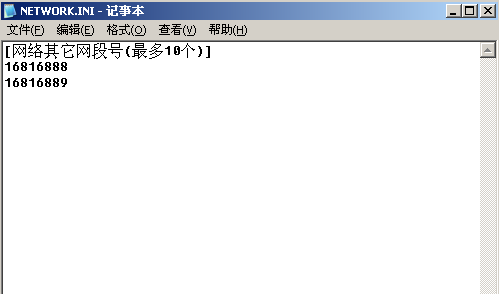 NETWORK.INI - 记事本
文件(F) 编辑(E) 格式(O) 查看(V) 帮助(H)
[网络其它网段号(最多10个)]
16816888
16816889